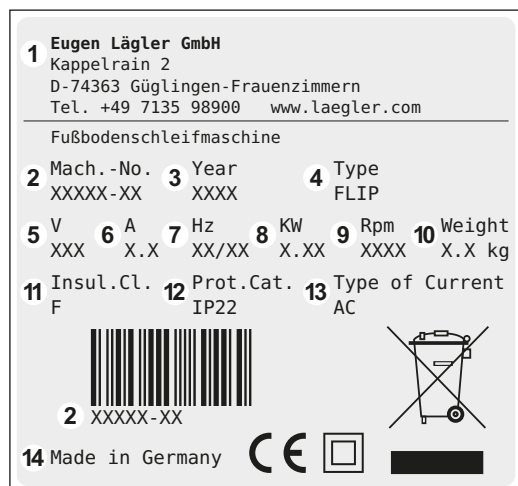 1 Eugen Lägler GmbH
Kappelrain 2
D-74363 Güglingen-Frauenzimmern
Tel. +49 7135 98900 www.laegler.com
Fußbodenschleifmaschine
2 Mach.-No. 3 Year 4 Type
XXXXX-XX XXXX FLIP
5 V 6 A 7 Hz 8 KW 9 Rpm 10 Weight
XXX X.X XX/XX X.XX XXXX X.X kg
11 Insul.Cl. 12 Prot.Cat. 13 Type of Current
F IP22 AC
2 XXXXX-XX
14 Made in Germany CE